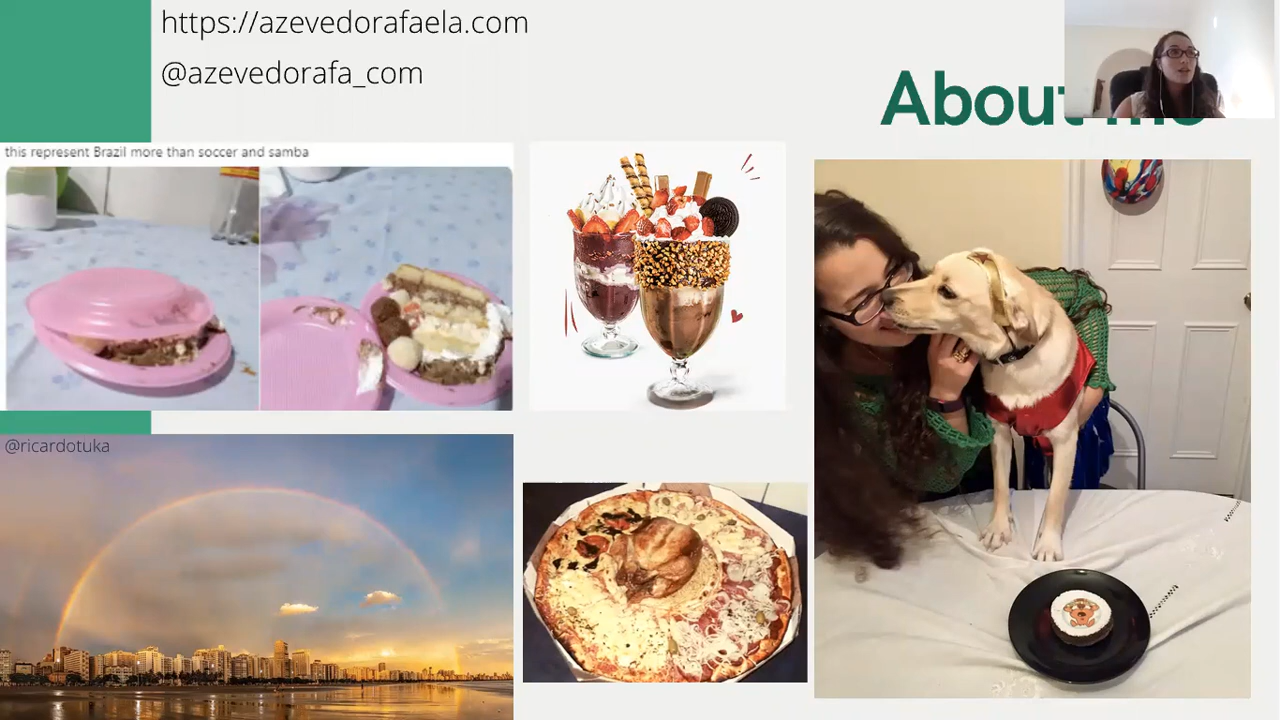 https://azevedorafaela.com
@azevedorafa_com
About me
this represent Brazil more than soccer and samba
@ricardotuka